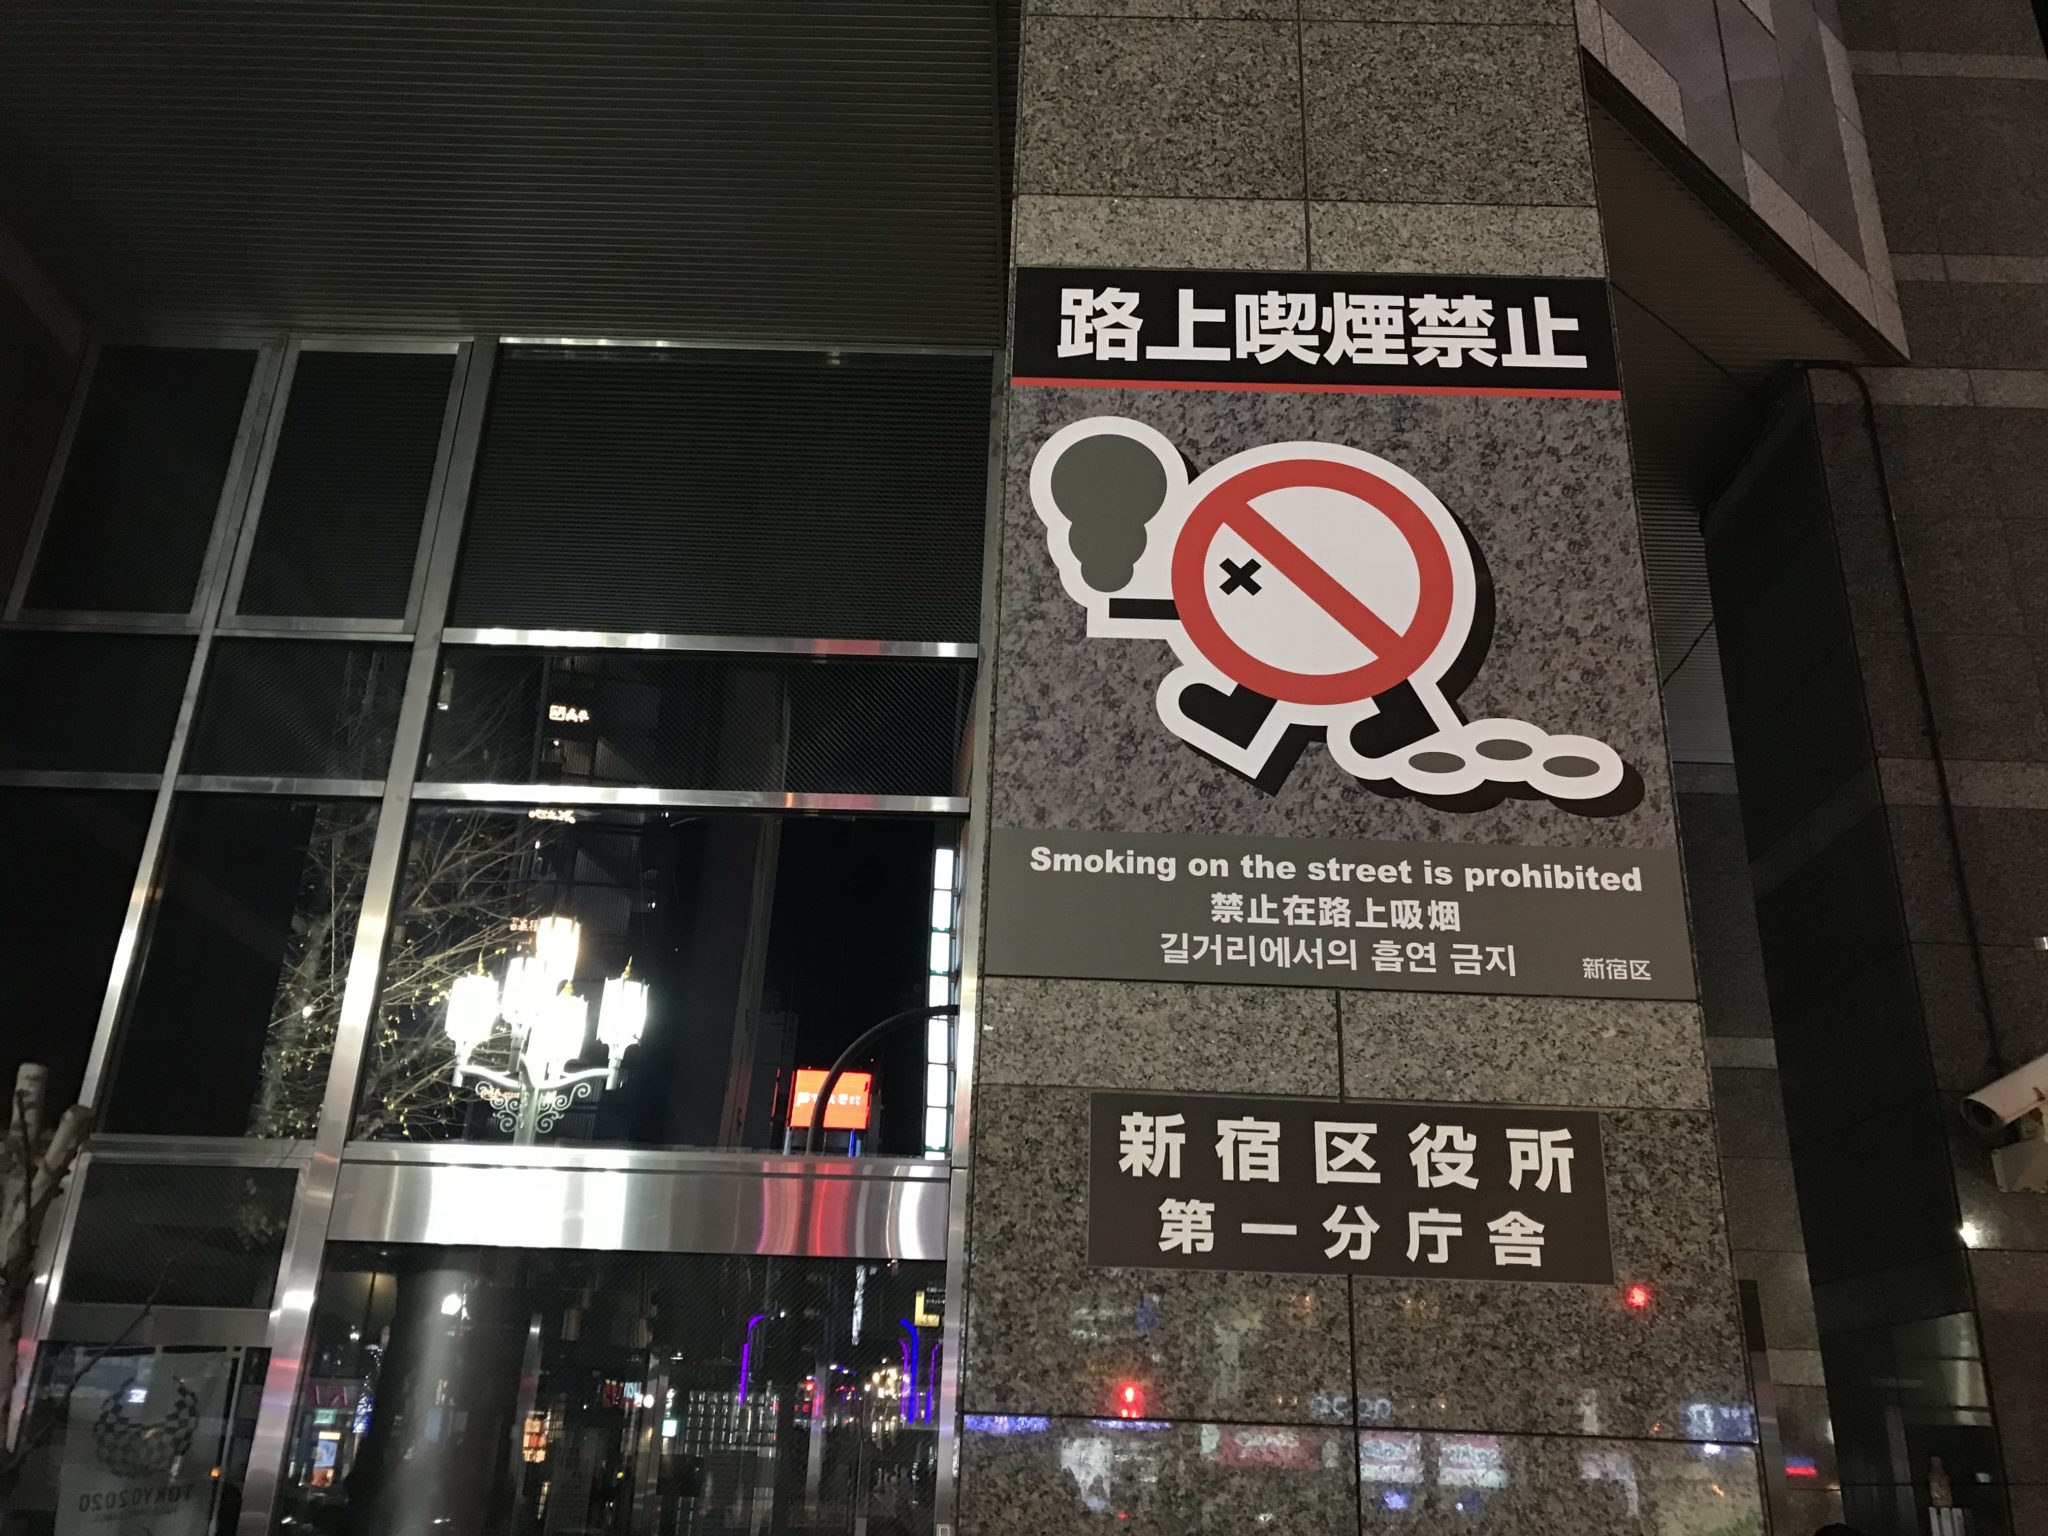 路上喫煙禁止
Smoking on the street is prohibited
禁止在路上吸烟
길거리에서의 흡연 금지
新宿区
新宿区役所
第一分庁舎
TOKYO2020